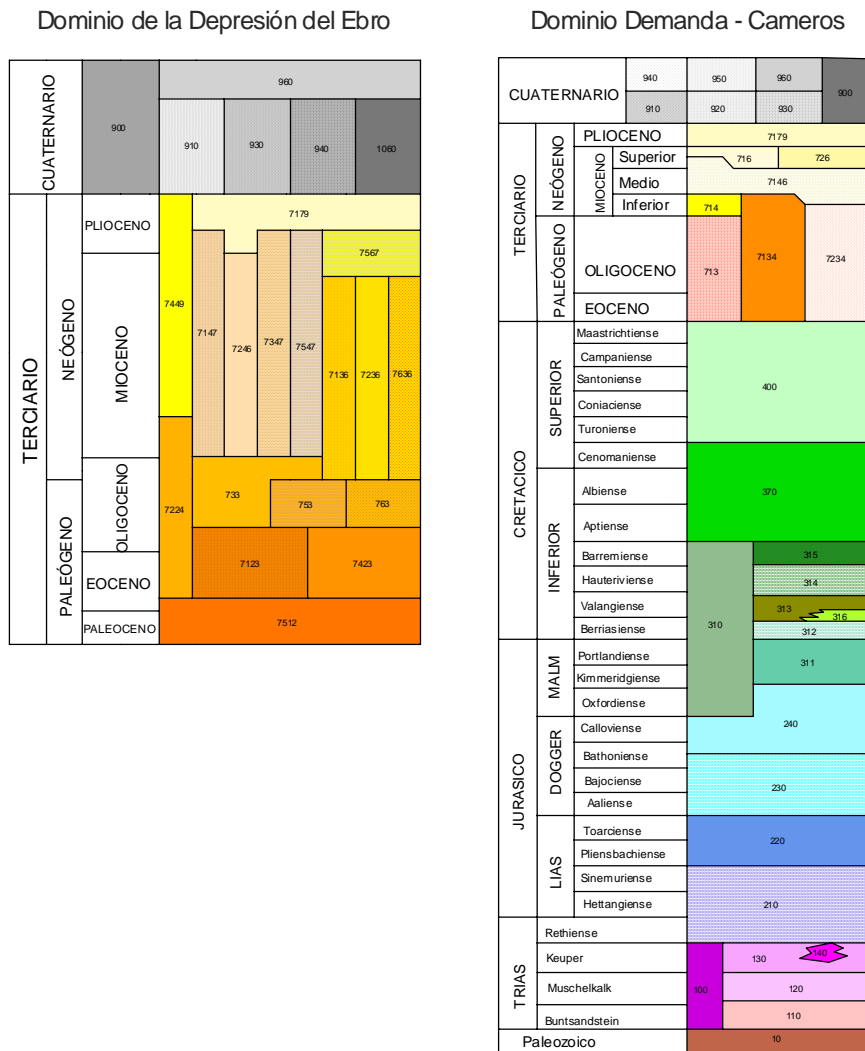 Dominio de la Depresión del Ebro
CUATERNARIO
900
960
910
930
940
1060
TERCIARIO
NEÓGENO
PLIOCENO
MIOCENO
PALEÓGENO
OLIGOCENO
EOCENO
PALEOCENO
7179
7567
7449
7147
7246
7347
7547
7136
7236
7636
7224
733
753
763
7123
7423
7512
Dominio Demanda - Cameros
CUATERNARIO
940
950
960
900
910
920
930
TERCIARIO
NEÓGENO
PLIOCENO
7179
MIOCENO
Superior
716
726
Medio
7146
Inferior
714
PALEÓGENO
OLIGOCENO
EOCENO
713
7134
7234
CRETACICO
SUPERIOR
Maastrichtiense
Campaniense
Santoniense
400
Coniaciense
Turoniense
Cenomaniense
INFERIOR
Albiense
370
Aptiense
Barremiense
315
Hauteriviense
314
Valangiense
313
316
310
Berriasiense
312
JURASICO
MALM
Portlandiense
311
Kimmeridgiense
Oxfordiense
DOGGER
Calloviense
240
Bathoniense
Bajociense
230
Aaliense
LIAS
Toarciense
220
Pliensbachiense
Sinemuriense
Hettangiense
210
TRIAS
Rethiense
Keuper
130
140
100
Muschelkalk
120
Buntsandstein
110
Paleozoico
10